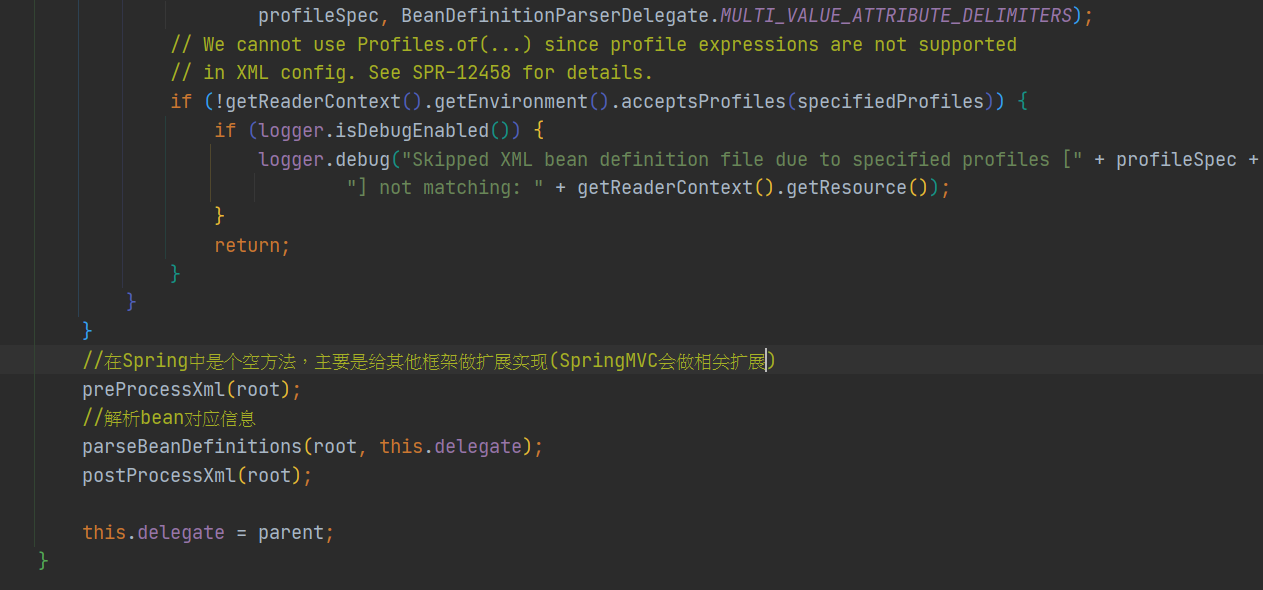 profileSpec, BeanDefinitionParserDelegate.MULTI_VALUE_ATTRIBUTE_DELIMITERS);
// We cannot use Profiles.of(...) since profile expressions are not supported
// in XML config. See SPR-12458 for details.
if (!getReaderContext().getEnvironment().acceptsProfiles(specifiedProfiles)) {
if (logger.isDebugEnabled()) {
logger.debug("Skipped XML bean definition file due to specified profiles [" + profileSpec +
"] not matching: " + getReaderContext().getResource());
}
return;
}
}
}
//在Spring中是个空方法，主要是给其他框架做扩展实现(SpringMVC会做相关扩展)
preProcessXml(root);
//解析bean对应信息
parseBeanDefinitions(root, this.delegate);
postProcessXml(root);
this.delegate = parent;
}